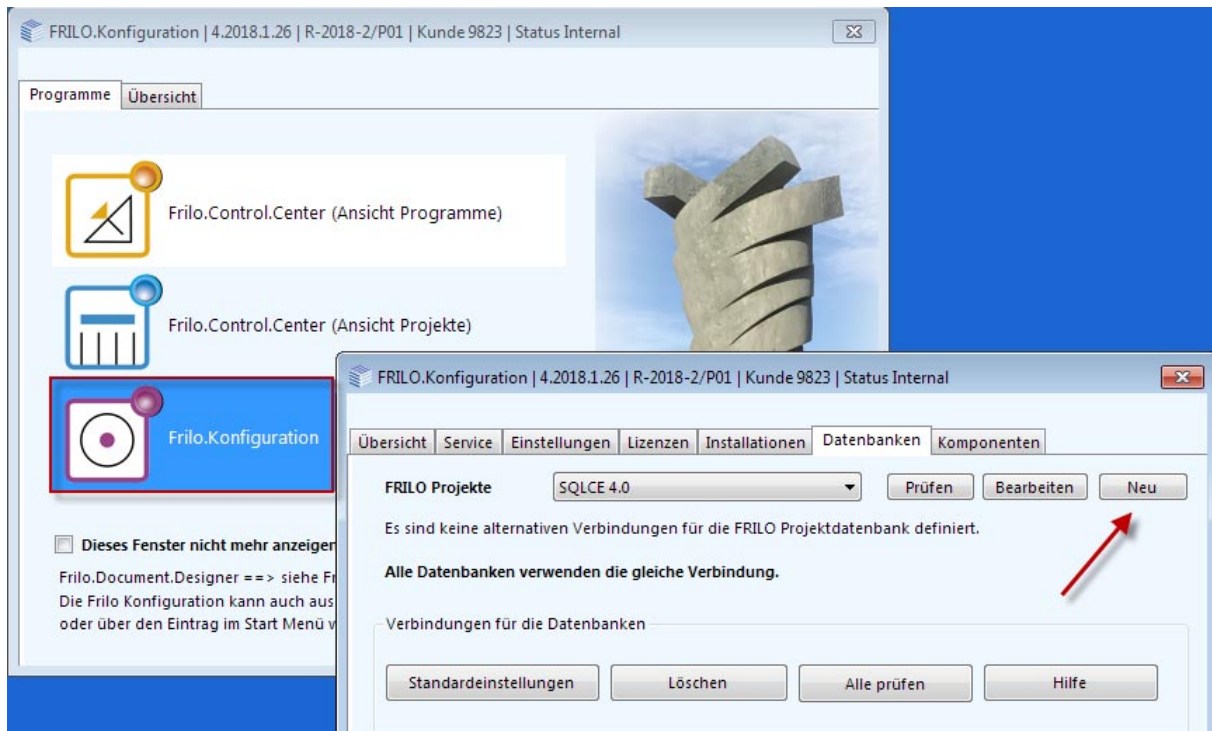 FRILO.Konfiguration | 4.2018.1.26 | R-2018-2/P01 | Kunde 9823 | Status Internal
Programme Übersicht
Frilo.Control.Center (Ansicht Programme)
Frilo.Control.Center (Ansicht Projekte)
Frilo.Konfiguration
Dieses Fenster nicht mehr anzeigen
Frilo.Document.Designer ==> siehe Fr
Die Frilo Konfiguration kann auch aus
oder über den Eintrag im Start Menü v
FRILO.Konfiguration | 4.2018.1.26 | R-2018-2/P01 | Kunde 9823 | Status Internal
Übersicht Service Einstellungen Lizenzen Installationen Datenbanken Komponenten
FRILO Projekte SQLCE 4.0 Prüfen Bearbeiten Neu
Es sind keine alternativen Verbindungen für die FRILO Projektdatenbank definiert.
Alle Datenbanken verwenden die gleiche Verbindung.
Verbindungen für die Datenbanken
Standardeinstellungen Löschen Alle prüfen Hilfe